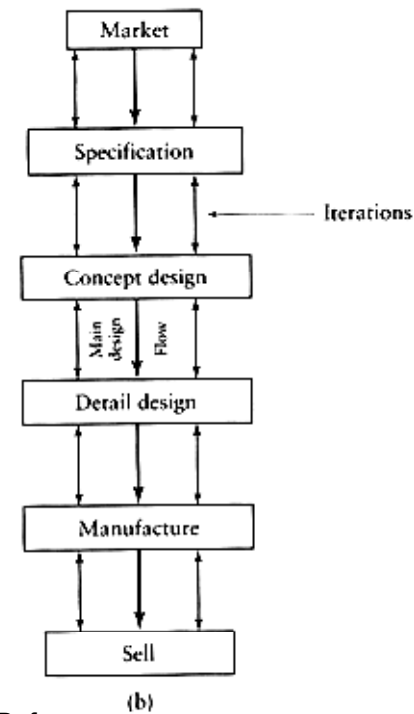 Market
Specification
Iterations
Concept design
Main
design
Flow
Detail design
Manufacture
Sell
(b)